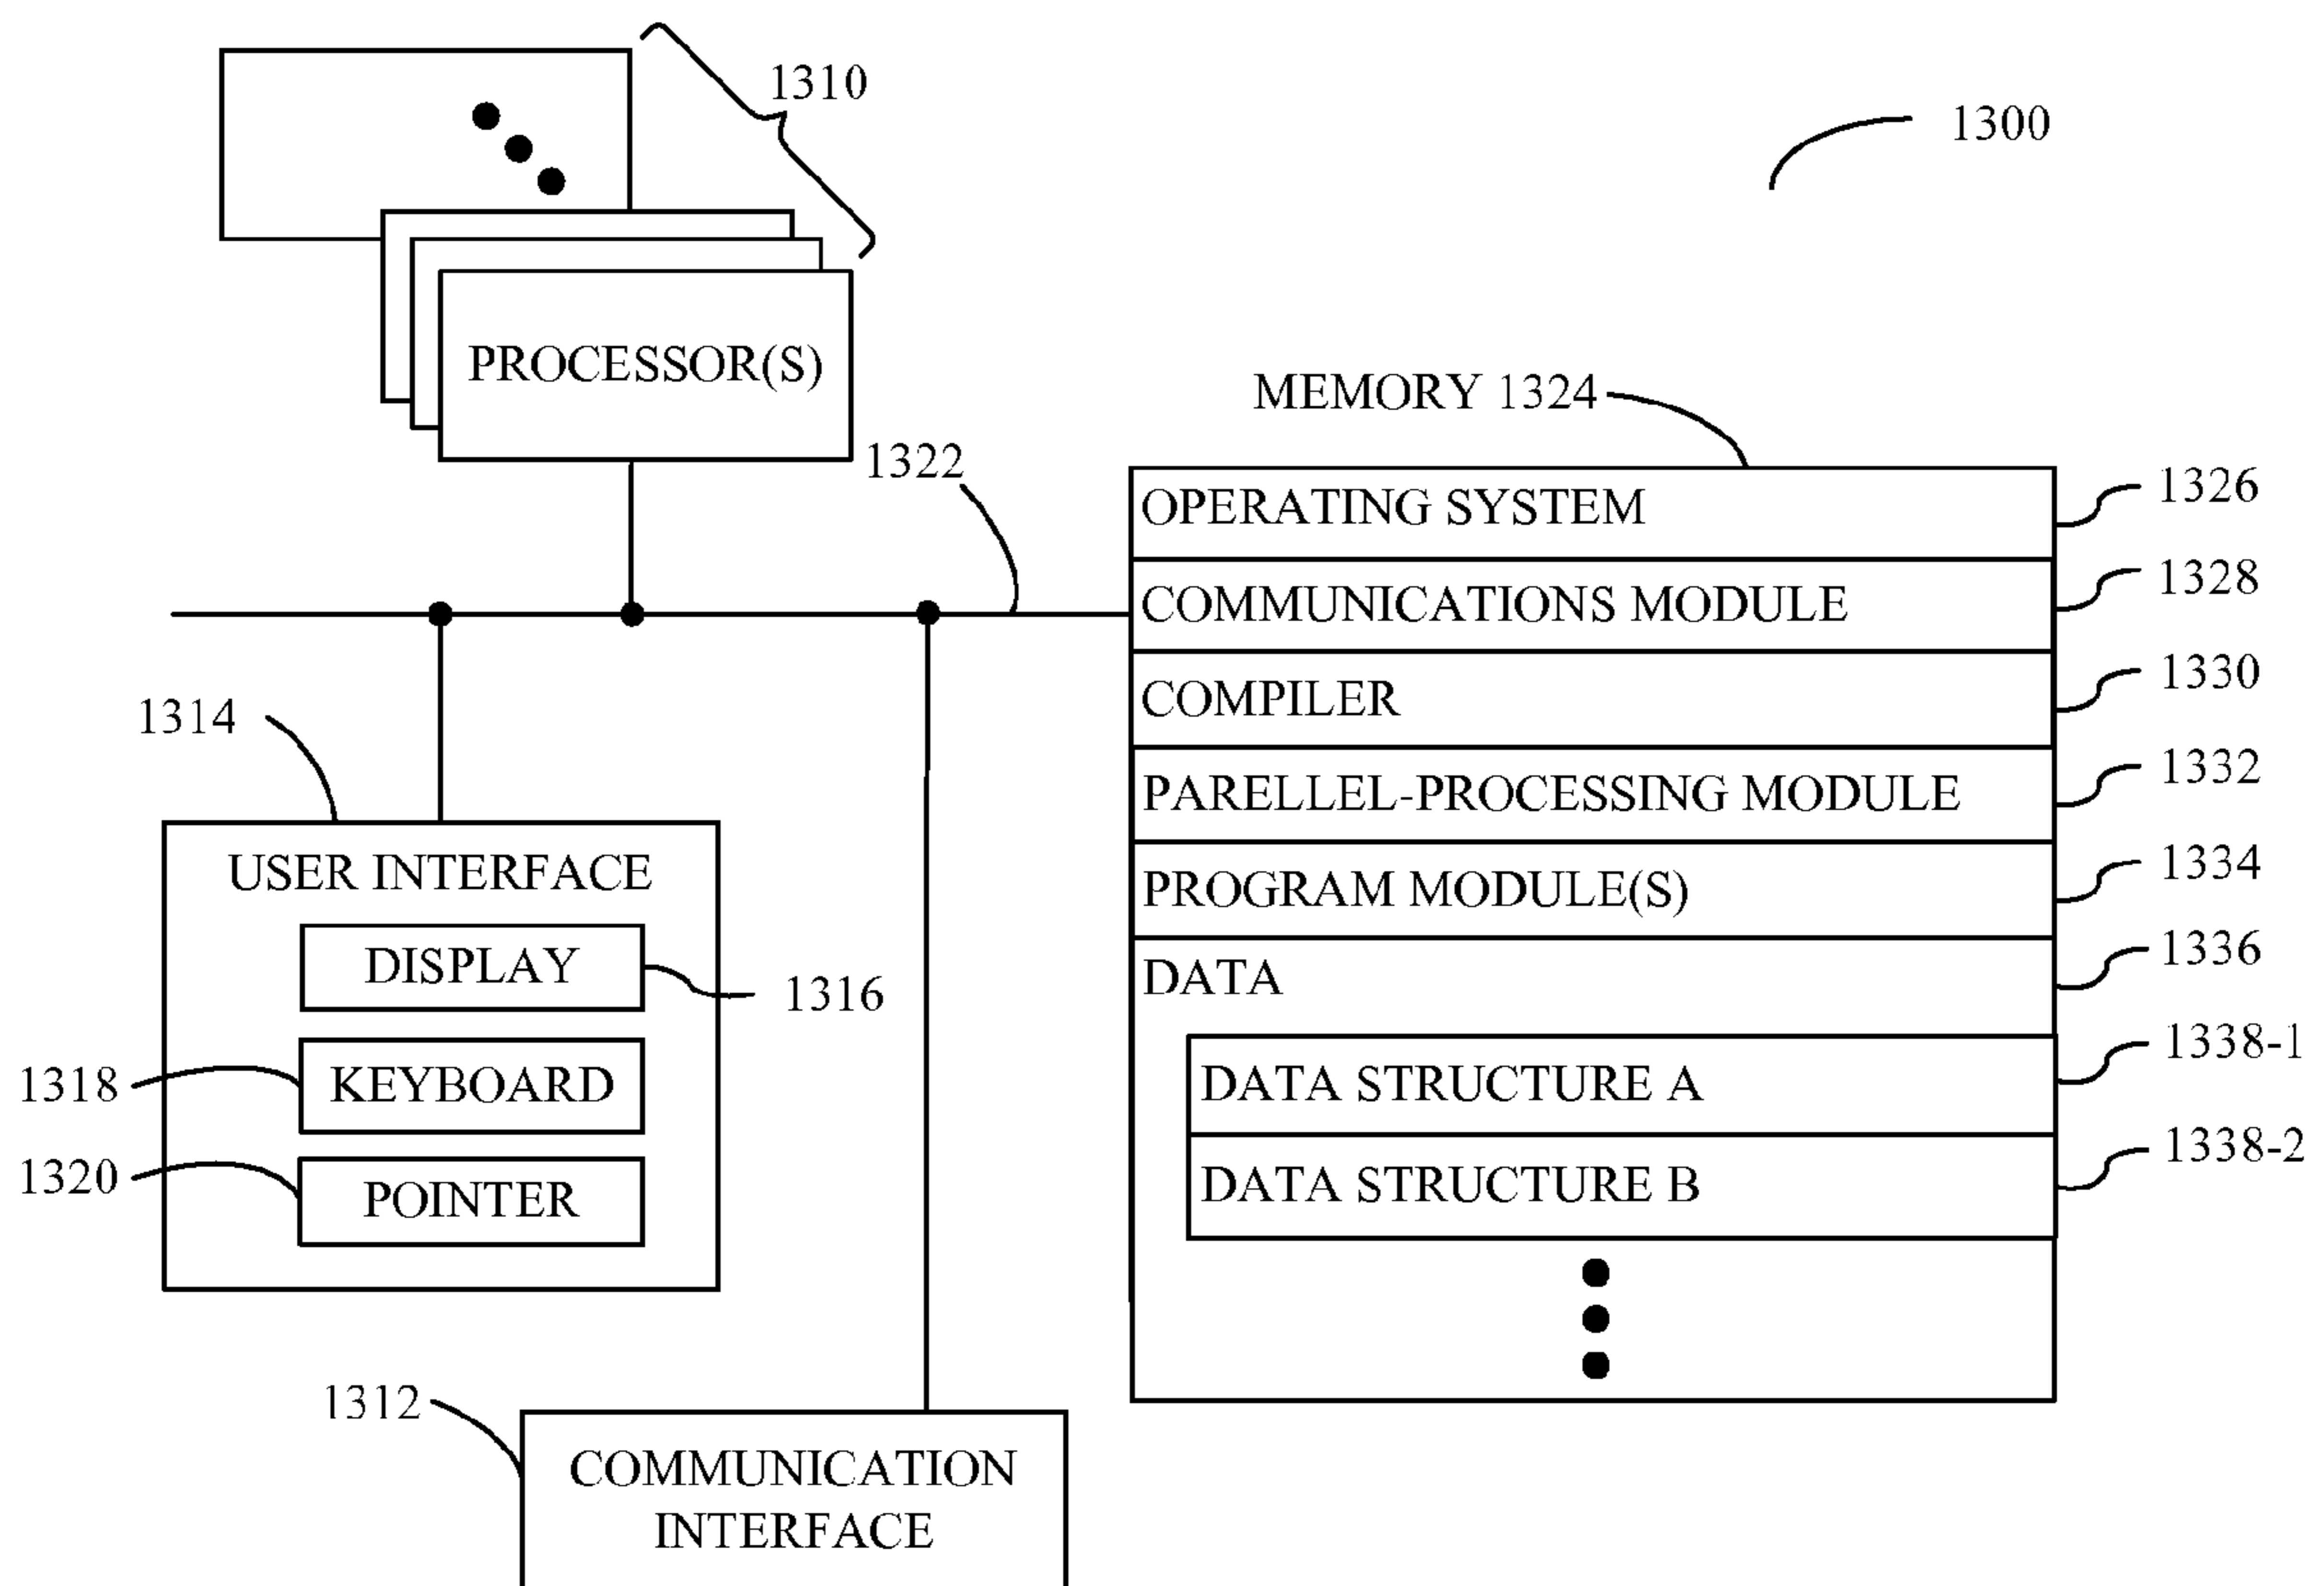 1310
1300
PROCESSOR(S)
MEMORY 1324
1322
OPERATING SYSTEM
1326
COMMUNICATIONS MODULE
1328
COMPILER
1330
PARELLEL-PROCESSING MODULE
1332
PROGRAM MODULE(S)
1334
DATA
1336
DATA STRUCTURE A
1338-1
DATA STRUCTURE B
1338-2
1314
USER INTERFACE
DISPLAY
1316
1318
KEYBOARD
1320
POINTER
1312
COMMUNICATION
INTERFACE